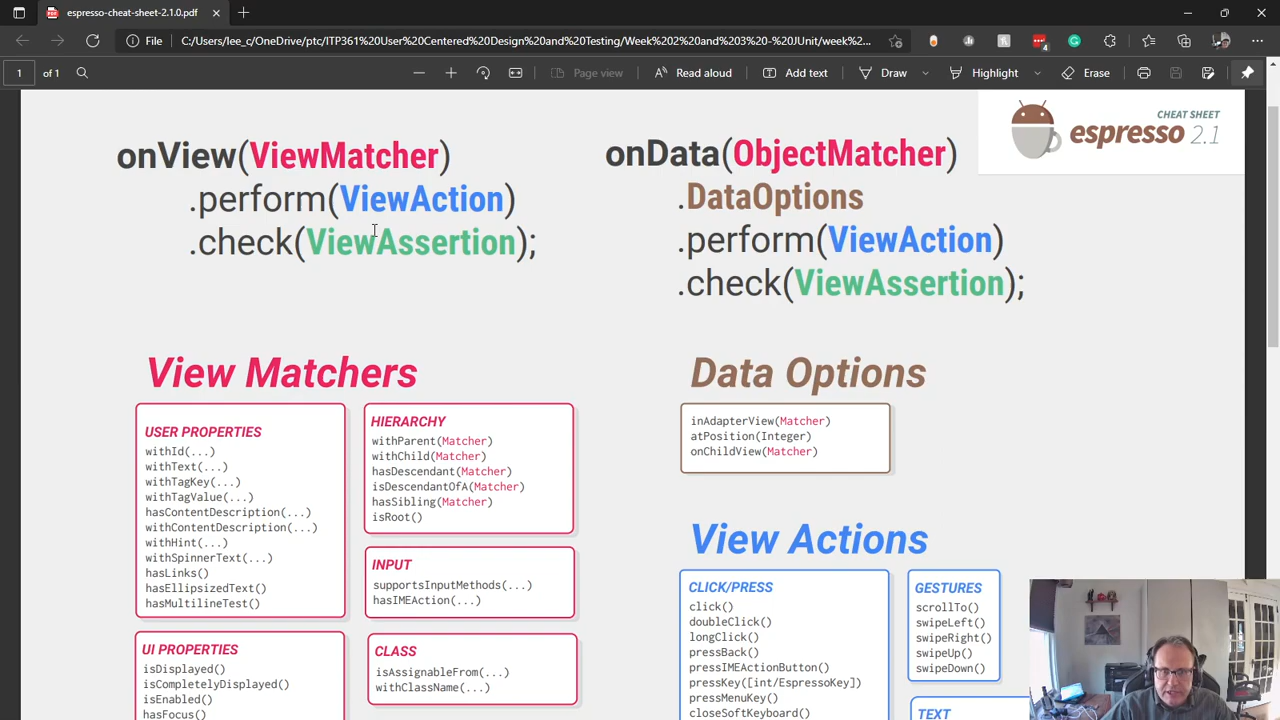 espresso-cheat-sheet-2.1.0.pdf
File
C:/Users/lee_c/OneDrive/ptc/ITP361%20User%20Centered%20Design%20and%20Testing/Week%202%20and%203%20-%20JUnit/week%...
4
1 of 1
Page view
Read aloud
Add text
Draw
Highlight
Erase
CHEAT SHEET
espresso 2.1
onView(ViewMatcher)
.perform(ViewAction)
.check(ViewAssertion);
onData(ObjectMatcher)
.DataOptions
.perform(ViewAction)
.check(ViewAssertion);
View Matchers
USER PROPERTIES
withId(...)
withText(...)
withTagKey(...)
withTagValue(...)
hasContentDescription(...)
withContentDescription(...)
withHint(...)
withSpinnerText(...)
hasLinks()
hasEllipsizedText()
hasMultilineTest()
UI PROPERTIES
isDisplayed()
isCompletelyDisplayed()
isEnabled()
hasFocus()
HIERARCHY
withParent(Matcher)
withChild(Matcher)
hasDescendant(Matcher)
isDescendantOfA(Matcher)
hasSibling(Matcher)
isRoot()
INPUT
supportsInputMethods(...)
hasIMEAction(...)
CLASS
isAssignableFrom(...)
withClassName(...)
Data Options
inAdapterView(Matcher)
atPosition(Integer)
onChildView(Matcher)
View Actions
CLICK/PRESS
click()
doubleClick()
longClick()
pressBack()
pressIMEActionButton()
pressKey([int/EspressoKey])
pressMenuKey()
closeSoftKeyboard()
GESTURES
scrollTo()
swipeLeft()
swipeRight()
swipeUp()
swipeDown()
TEXT